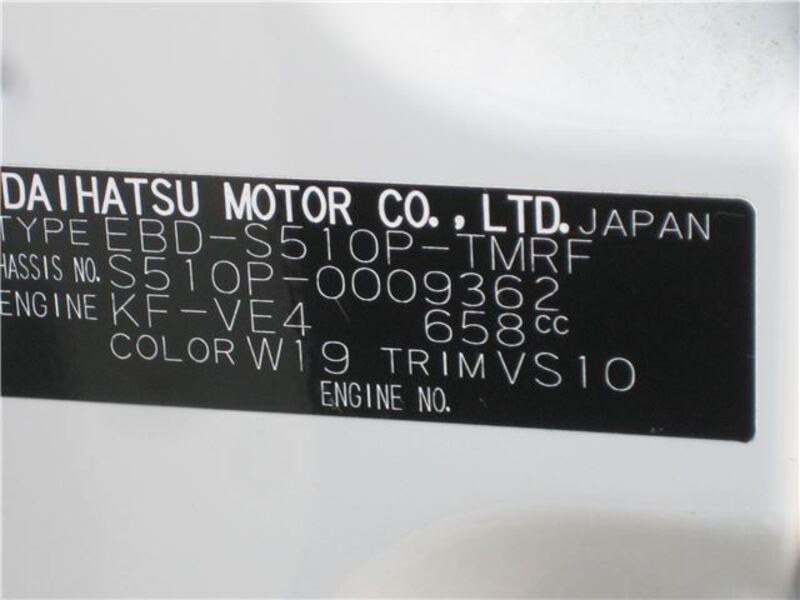 DAIHATSU MOTOR CO., LTD. JAPAN
TYPE EBD-S510P-TMRF
HASSIS NO. S510P-0009362
ENGINE KF-VE4 658cc
COLOR W19 TRIM VS10
ENGINE NO.